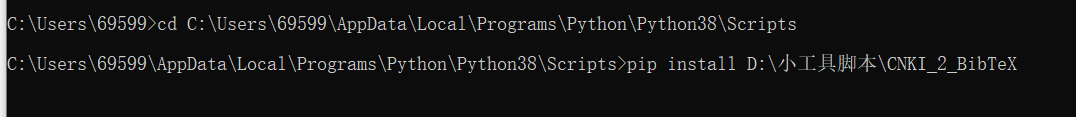 C:\Users\69599>cd C:\Users\69599\AppData\Local\Programs\Python\Python38\Scripts
C:\Users\69599\AppData\Local\Programs\Python\Python38\Scripts>pip install D:\小工具脚本\CNKI_2_BibTeX